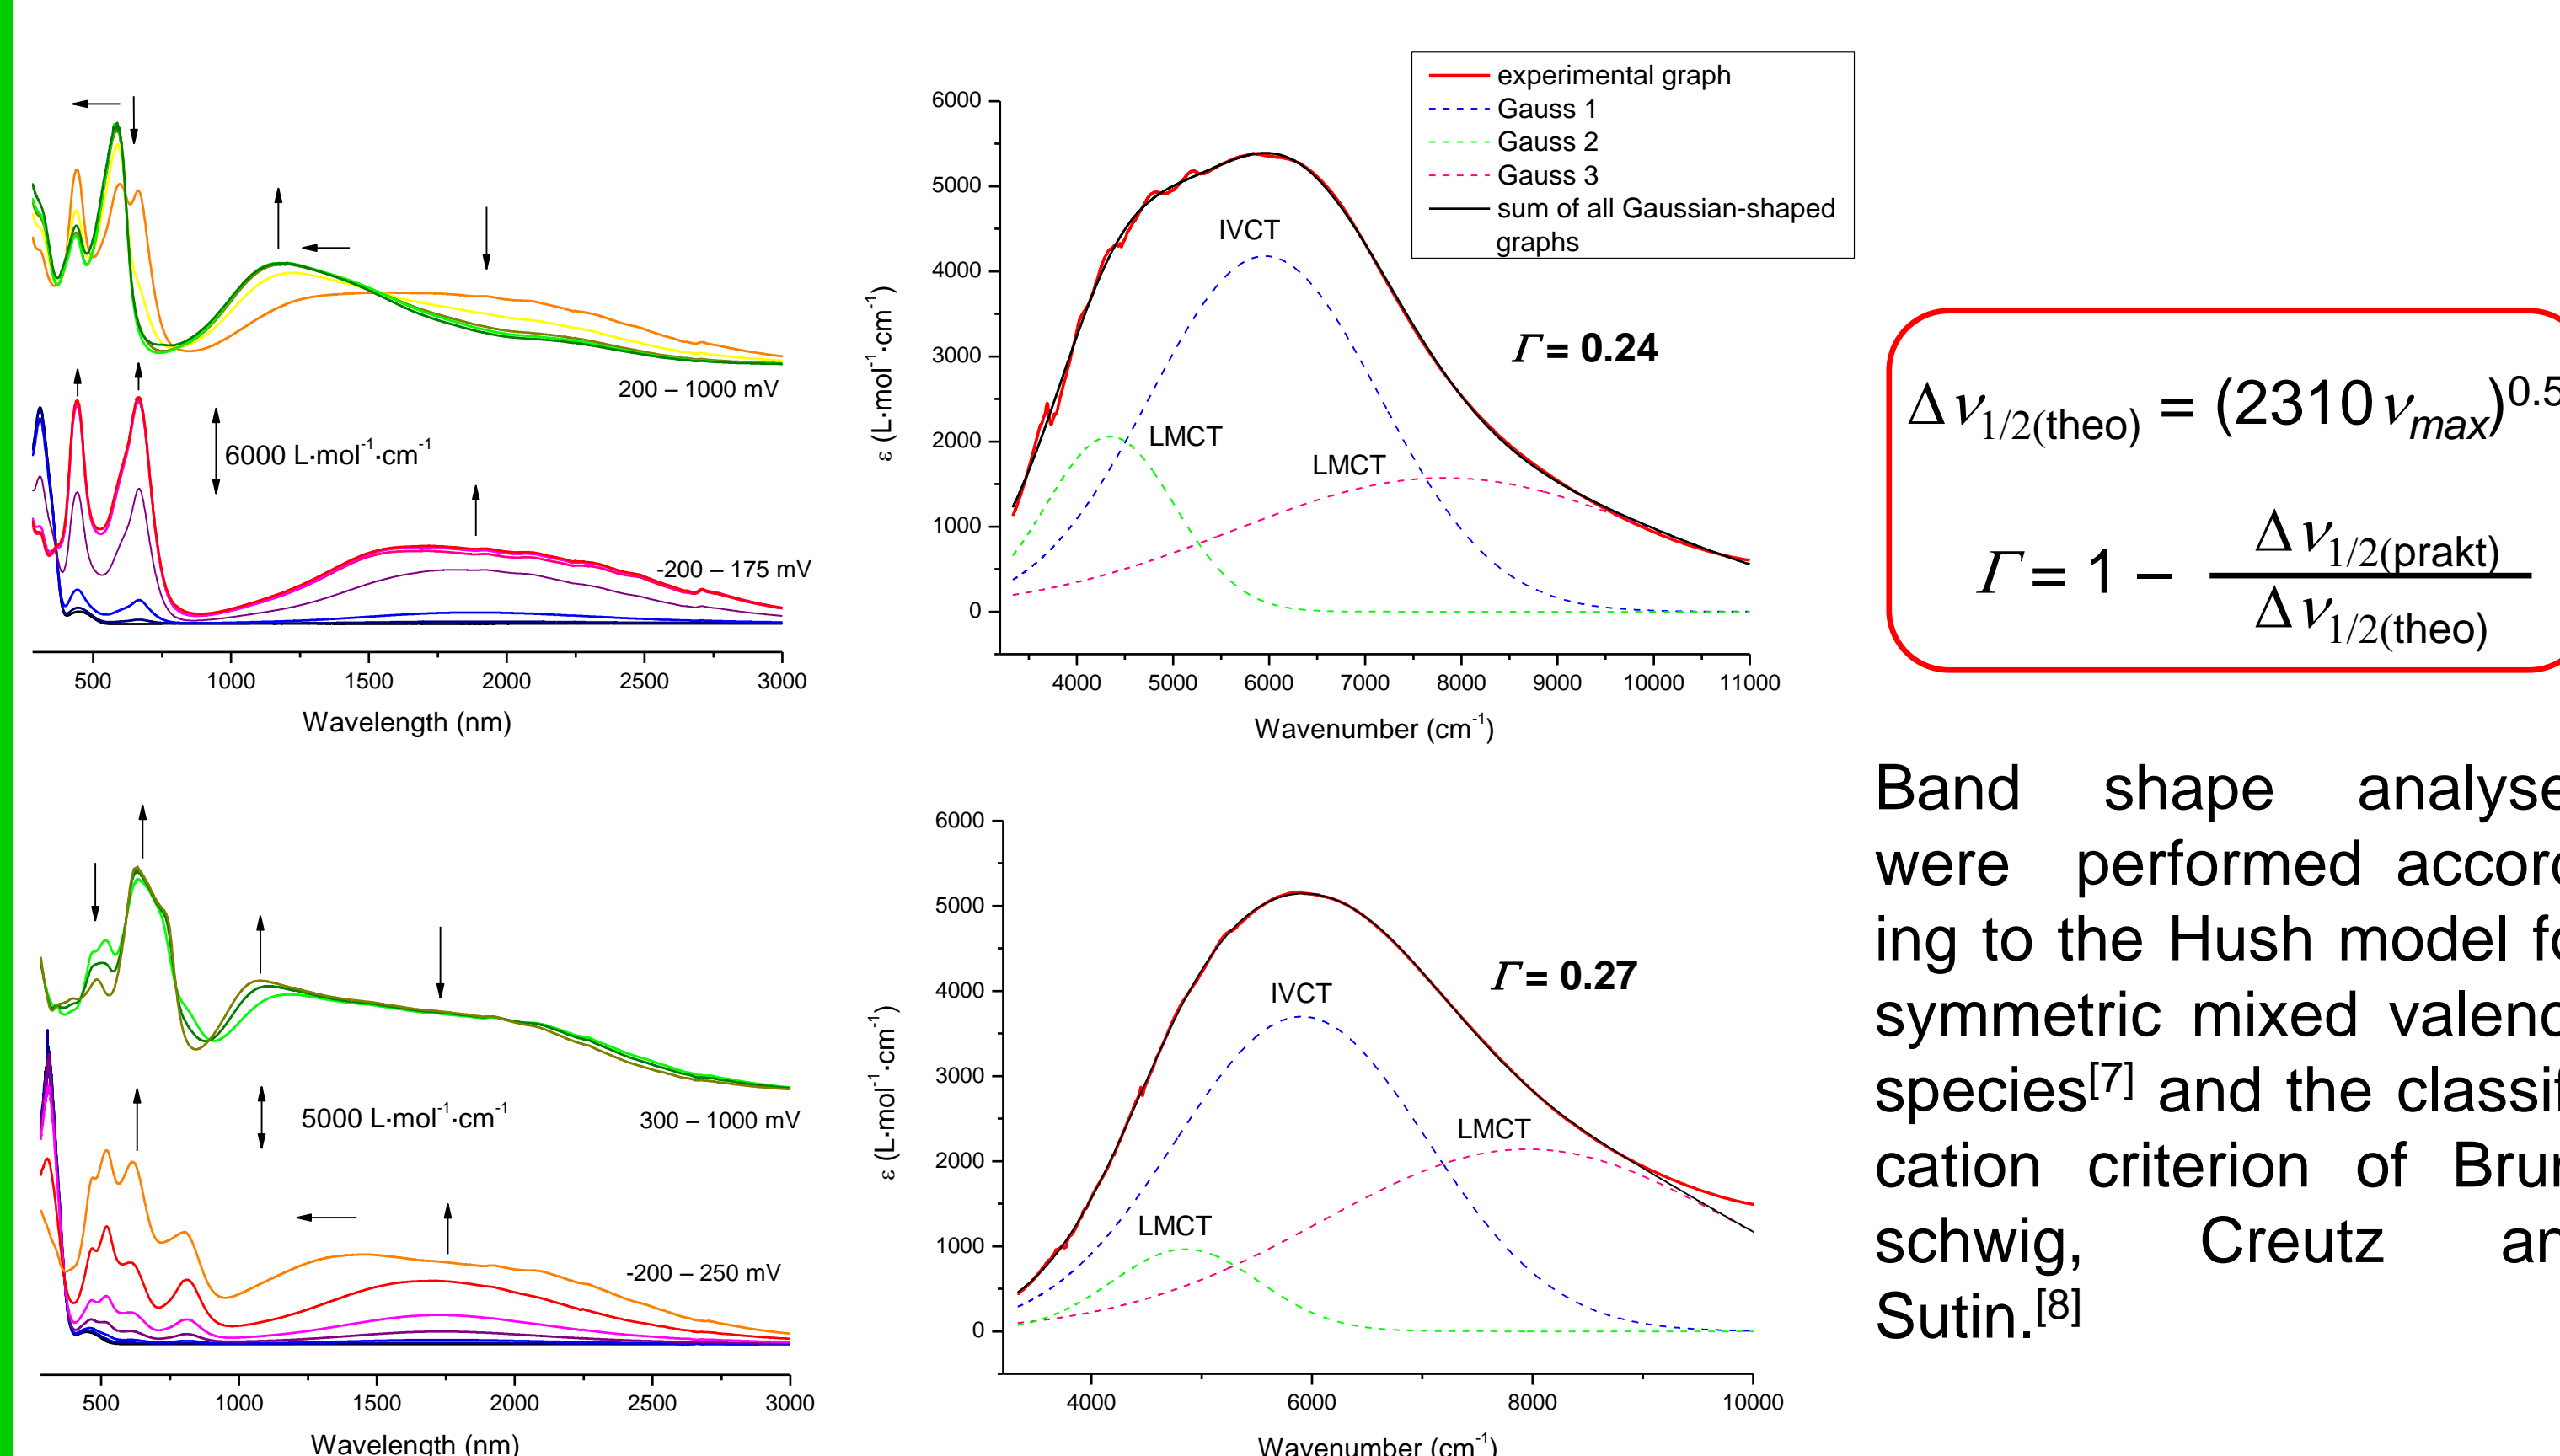 200 – 1000 mV
6000 L·mol⁻¹·cm⁻¹
-200 – 175 mV
500 1000 1500 2000 2500 3000
Wavelength (nm)
6000
5000
4000
3000
2000
1000
0
ε (L·mol⁻¹·cm⁻¹)
experimental graph
Gauss 1
Gauss 2
Gauss 3
sum of all Gaussian-shaped
graphs
IVCT
Γ = 0.24
LMCT
LMCT
4000 5000 6000 7000 8000 9000 10000 11000
Wavenumber (cm⁻¹)
Δν1/2(theo) = (2310 νmax)^0.5
Γ = 1 – Δν1/2(prakt)
Δν1/2(theo)
5000 L·mol⁻¹·cm⁻¹
300 – 1000 mV
-200 – 250 mV
500 1000 1500 2000 2500 3000
Wavelength (nm)
6000
5000
4000
3000
2000
1000
0
ε (L·mol⁻¹·cm⁻¹)
Γ = 0.27
IVCT
LMCT
LMCT
4000 6000 8000 10000
Wavenumber (cm⁻¹)
Band shape analyse
were performed accord
ing to the Hush model fo
symmetric mixed valenc
species[7] and the classif
cation criterion of Brun
schwig, Creutz an
Sutin.[8]